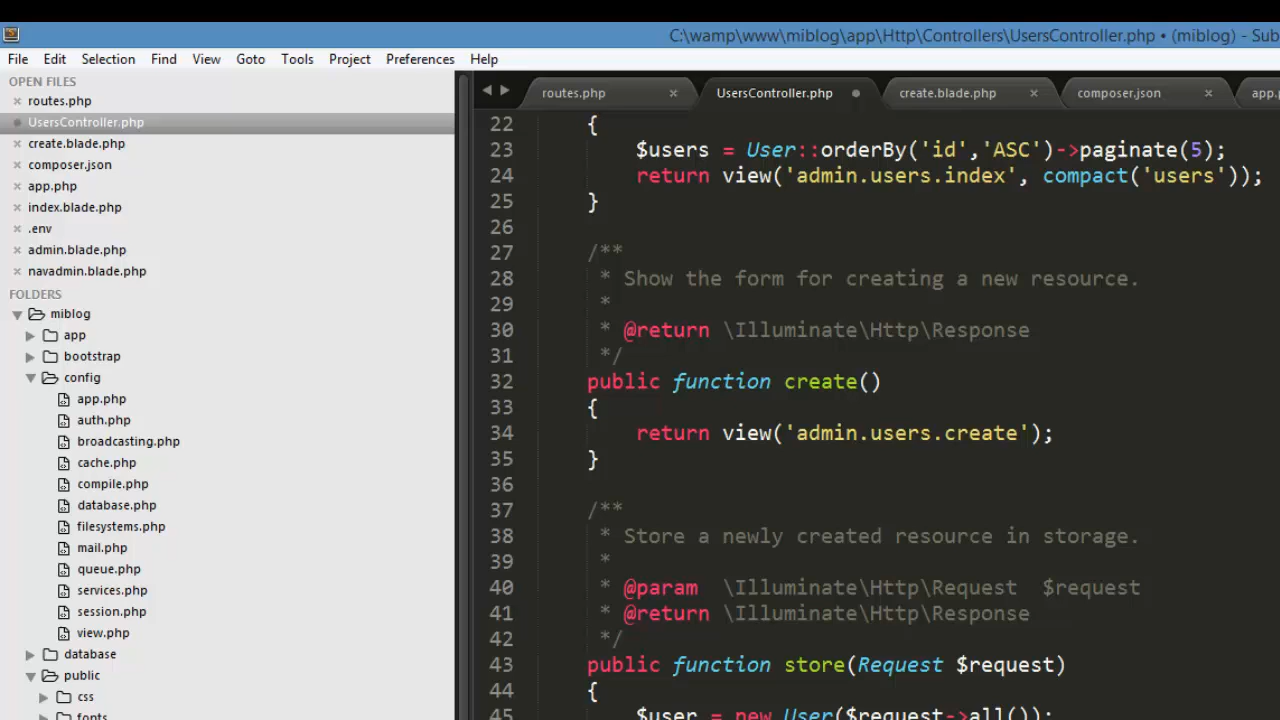 C:\wamp\www\miblog\app\Http\Controllers\UsersController.php • (miblog) - Sub
File Edit Selection Find View Goto Tools Project Preferences Help
OPEN FILES
routes.php
UsersController.php
create.blade.php
composer.json
app.php
index.blade.php
.env
admin.blade.php
navadmin.blade.php
FOLDERS
miblog
app
bootstrap
config
app.php
auth.php
broadcasting.php
cache.php
compile.php
database.php
filesystems.php
mail.php
queue.php
services.php
session.php
view.php
database
public
css
fonts
routes.php UsersController.php create.blade.php composer.json app.p
22 {
23 $users = User::orderBy('id','ASC')->paginate(5);
24 return view('admin.users.index', compact('users'));
25 }
26
27 /**
28 * Show the form for creating a new resource.
29 *
30 * @return \Illuminate\Http\Response
31 */
32 public function create()
33 {
34 return view('admin.users.create');
35 }
36
37 /**
38 * Store a newly created resource in storage.
39 *
40 * @param \Illuminate\Http\Request $request
41 * @return \Illuminate\Http\Response
42 */
43 public function store(Request $request)
44 {
45 $user = new User($request->all());